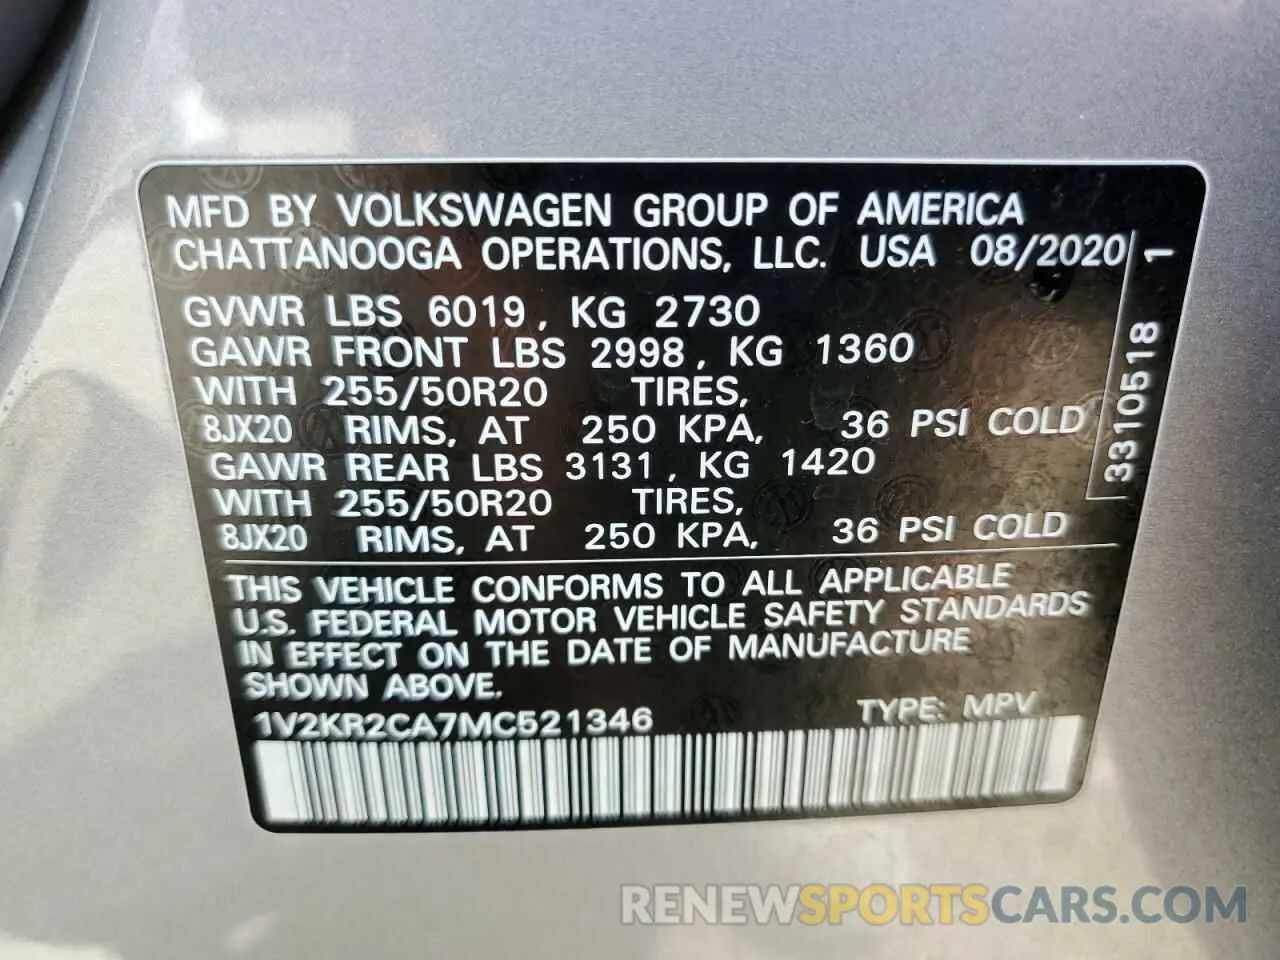 MFD BY VOLKSWAGEN GROUP OF AMERICA
CHATTANOOGA OPERATIONS, LLC. USA 08/2020
GVWR LBS 6019, KG 2730
GAWR FRONT LBS 2998, KG 1360
WITH 255/50R20 TIRES,
8JX20 RIMS, AT 250 KPA, 36 PSI COLD
GAWR REAR LBS 3131, KG 1420
WITH 255/50R20 TIRES,
8JX20 RIMS, AT 250 KPA, 36 PSI COLD
3310518 1
THIS VEHICLE CONFORMS TO ALL APPLICABLE
U.S. FEDERAL MOTOR VEHICLE SAFETY STANDARDS
IN EFFECT ON THE DATE OF MANUFACTURE
SHOWN ABOVE.
1V2KR2CA7MC521346 TYPE: MPV
RENEWSPORTSCARS.COM